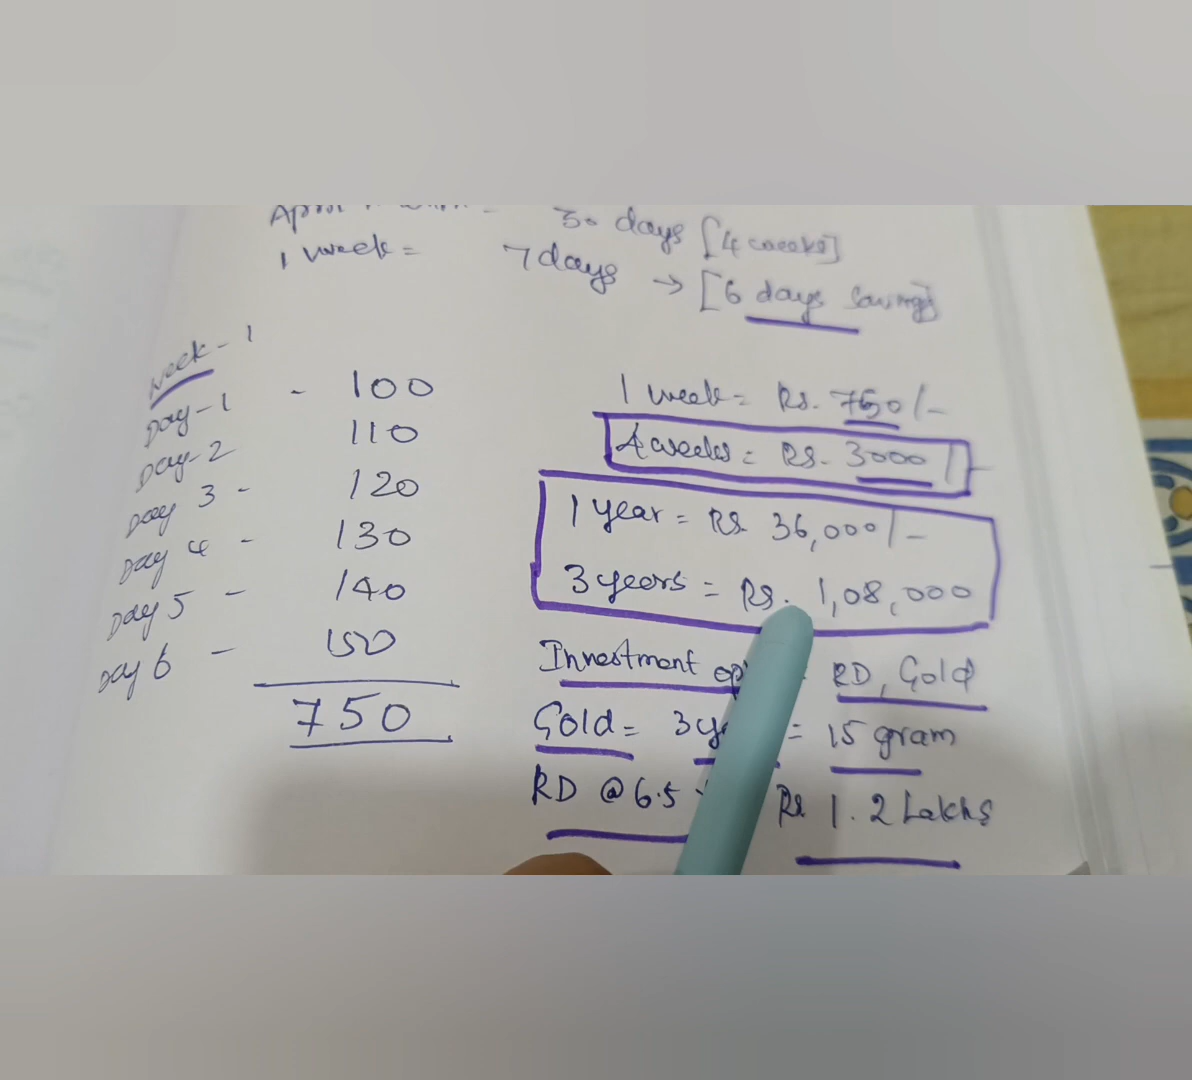 30 days [4 weeks]
1 week = 7 days → [6 days savings]
Week - 1
Day-1 - 100
Day-2 110
Day 3 - 120
Day 4 - 130
Day 5 - 140
Day 6 - 150
750
1 week = Rs. 750/-
4 weeks = Rs. 3000/-
1 year = Rs. 36,000/-
3 years = Rs. 1,08,000
Investment = RD, Gold
Gold = 3 = 15 gram
RD @ 6.5 Rs 1.2 Lakhs